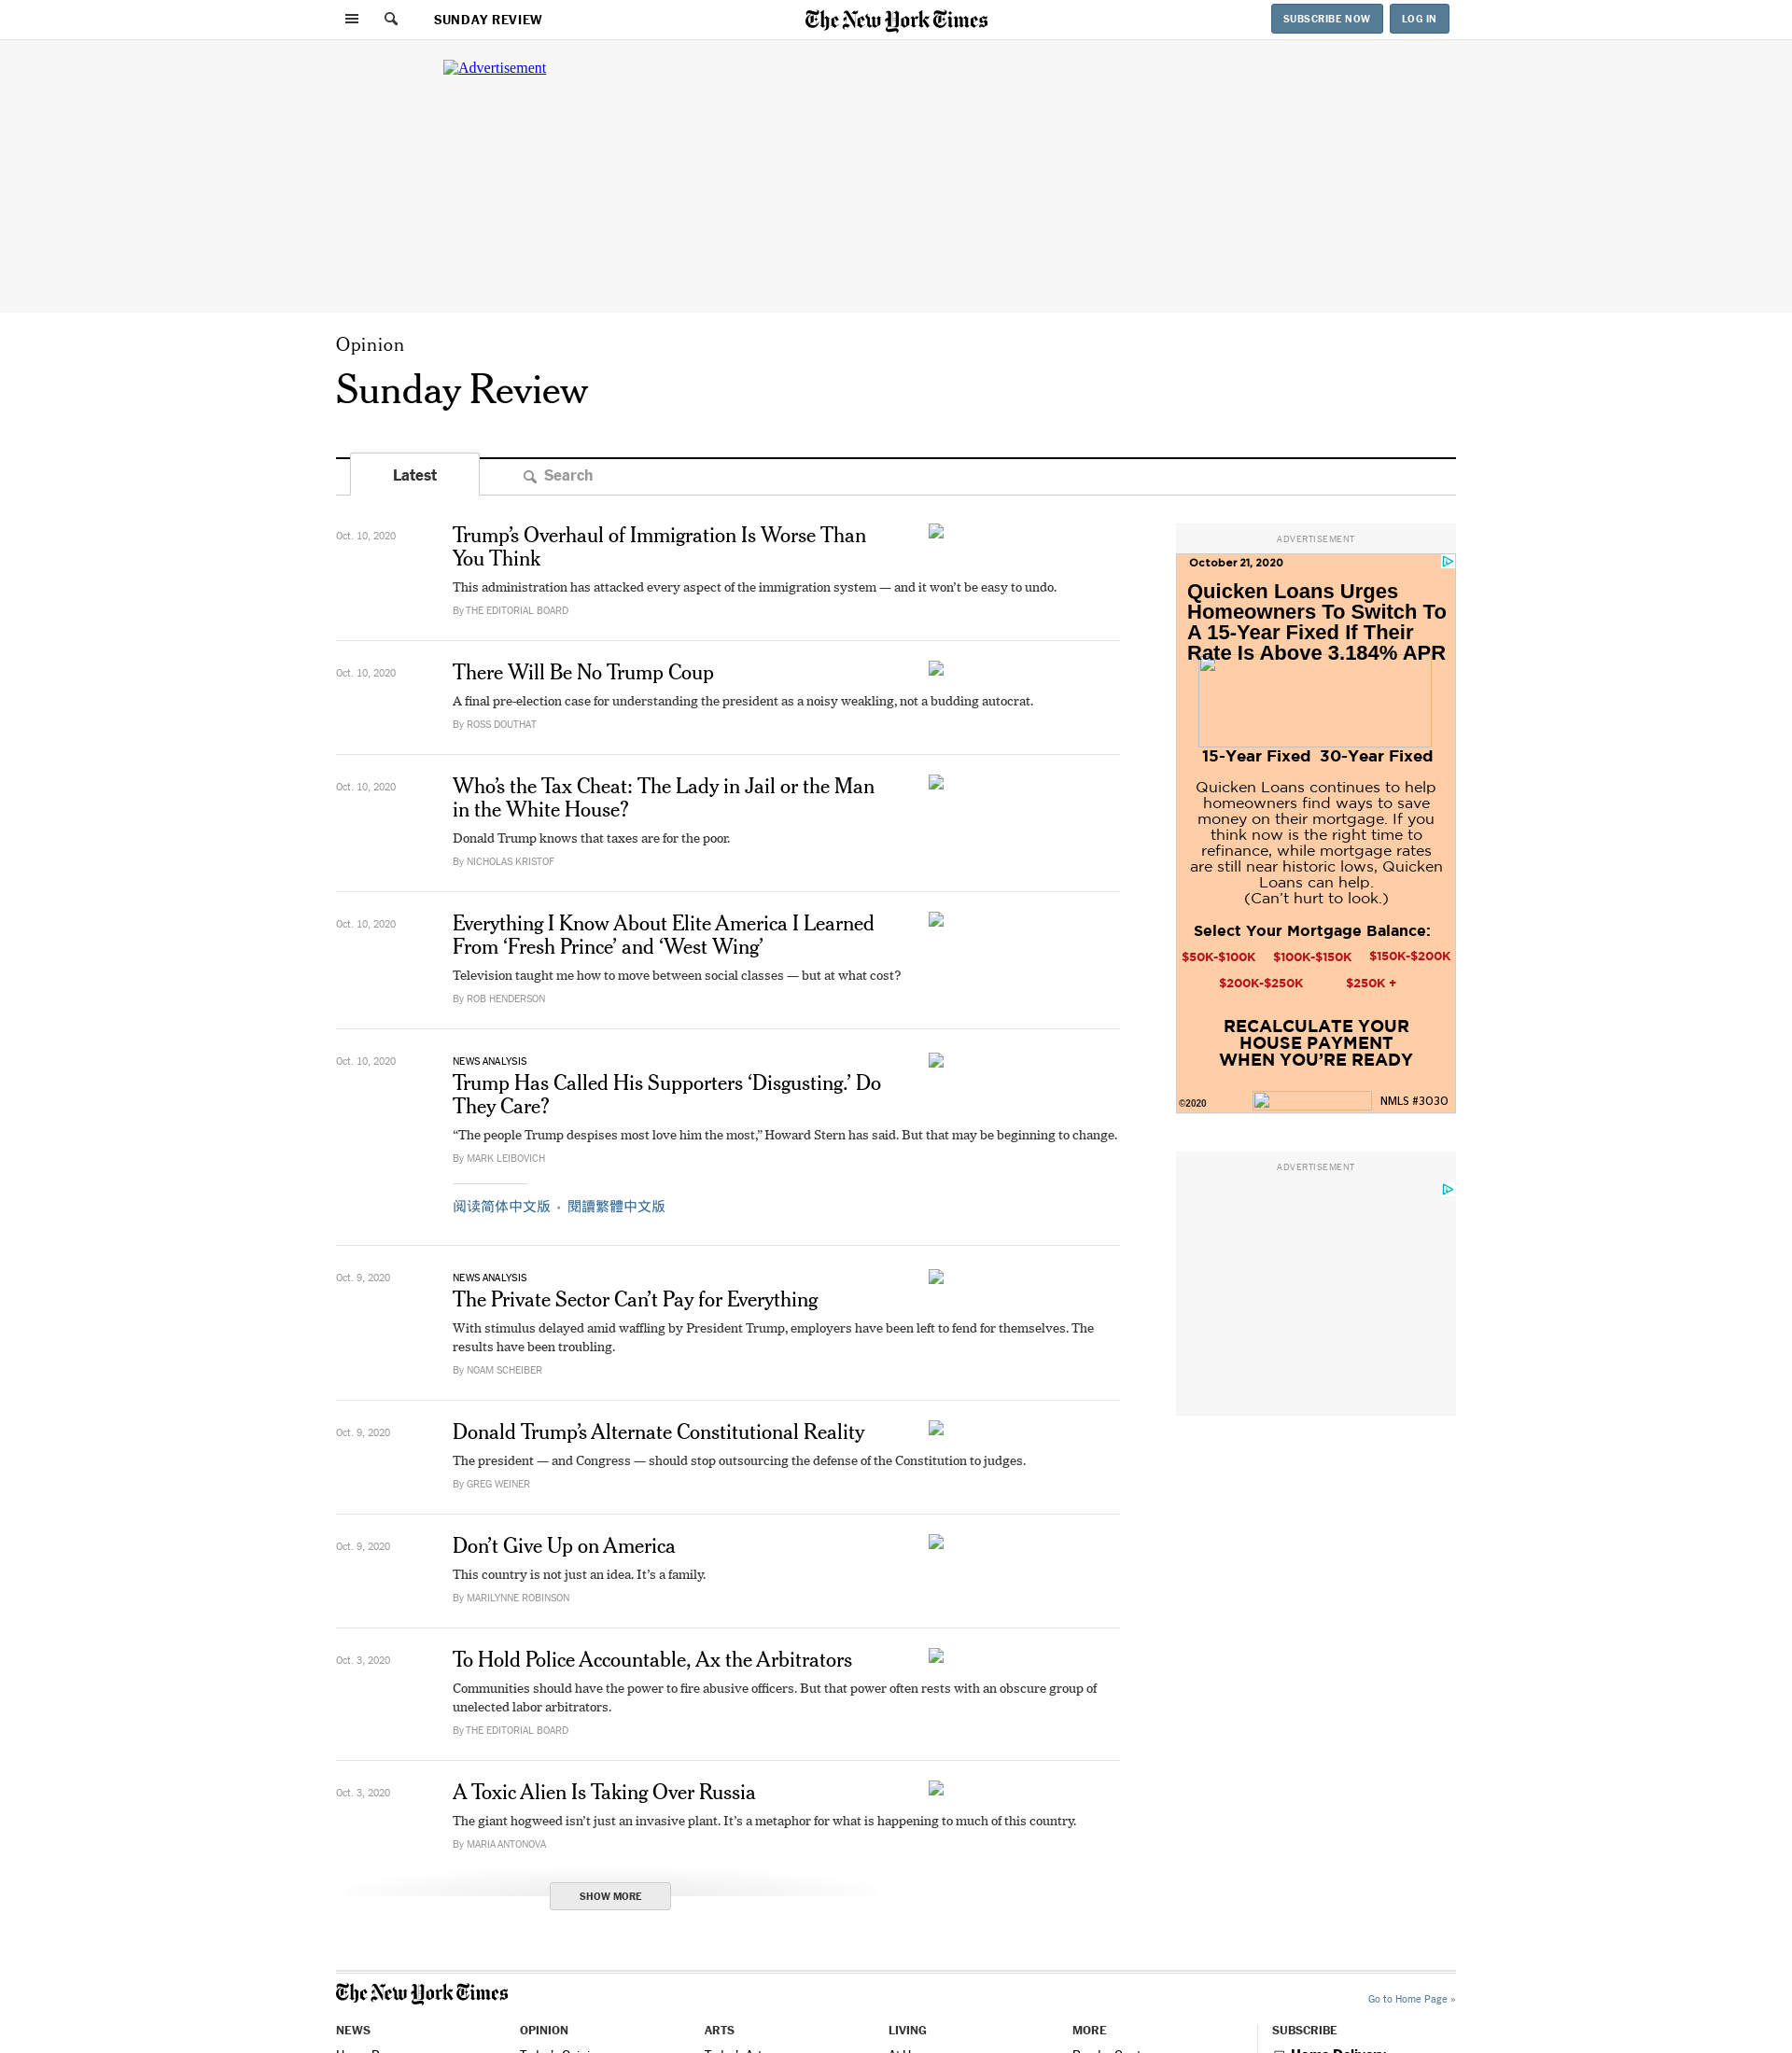 SUNDAY REVIEW
The New York Times
SUBSCRIBE NOW
LOG IN
Advertisement
Opinion
Sunday Review
Latest
Search
Oct. 10, 2020
Trump's Overhaul of Immigration Is Worse Than
You Think
This administration has attacked every aspect of the immigration system — and it won't be easy to undo.
By THE EDITORIAL BOARD
Oct. 10, 2020
There Will Be No Trump Coup
A final pre-election case for understanding the president as a noisy weakling, not a budding autocrat.
By ROSS DOUTHAT
Oct. 10, 2020
Who's the Tax Cheat: The Lady in Jail or the Man
in the White House?
Donald Trump knows that taxes are for the poor.
By NICHOLAS KRISTOF
Oct. 10, 2020
Everything I Know About Elite America I Learned
From 'Fresh Prince' and 'West Wing'
Television taught me how to move between social classes — but at what cost?
By ROB HENDERSON
Oct. 10, 2020
NEWS ANALYSIS
Trump Has Called His Supporters 'Disgusting.' Do
They Care?
“The people Trump despises most love him the most,” Howard Stern has said. But that may be beginning to change.
By MARK LEIBOVICH
阅读简体中文版 • 閱讀繁體中文版
Oct. 9, 2020
NEWS ANALYSIS
The Private Sector Can't Pay for Everything
With stimulus delayed amid waffling by President Trump, employers have been left to fend for themselves. The
results have been troubling.
By NOAM SCHEIBER
Oct. 9, 2020
Donald Trump's Alternate Constitutional Reality
The president — and Congress — should stop outsourcing the defense of the Constitution to judges.
By GREG WEINER
Oct. 9, 2020
Don't Give Up on America
This country is not just an idea. It's a family.
By MARILYNNE ROBINSON
Oct. 3, 2020
To Hold Police Accountable, Ax the Arbitrators
Communities should have the power to fire abusive officers. But that power often rests with an obscure group of
unelected labor arbitrators.
By THE EDITORIAL BOARD
Oct. 3, 2020
A Toxic Alien Is Taking Over Russia
The giant hogweed isn't just an invasive plant. It's a metaphor for what is happening to much of this country.
By MARIA ANTONOVA
SHOW MORE
ADVERTISEMENT
October 21, 2020
Quicken Loans Urges
Homeowners To Switch To
A 15-Year Fixed If Their
Rate Is Above 3.184% APR
15-Year Fixed 30-Year Fixed
Quicken Loans continues to help
homeowners find ways to save
money on their mortgage. If you
think now is the right time to
refinance, while mortgage rates
are still near historic lows, Quicken
Loans can help.
(Can't hurt to look.)
Select Your Mortgage Balance:
$50K-$100K $100K-$150K $150K-$200K
$200K-$250K $250K +
RECALCULATE YOUR
HOUSE PAYMENT
WHEN YOU'RE READY
©2020
NMLS #3030
ADVERTISEMENT
The New York Times
Go to Home Page »
NEWS
OPINION
ARTS
LIVING
MORE
SUBSCRIBE